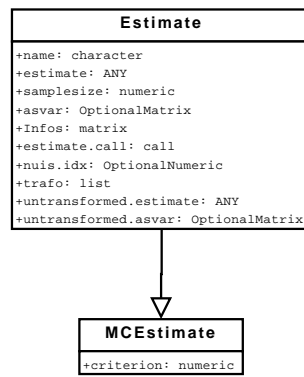 Estimate
+name: character
+estimate: ANY
+samplesize: numeric
+asvar: OptionalMatrix
+Infos: matrix
+estimate.call: call
+nuis.idx: OptionalNumeric
+trafo: list
+untransformed.estimate: ANY
+untransformed.asvar: OptionalMatrix
MCEstimate
+criterion: numeric